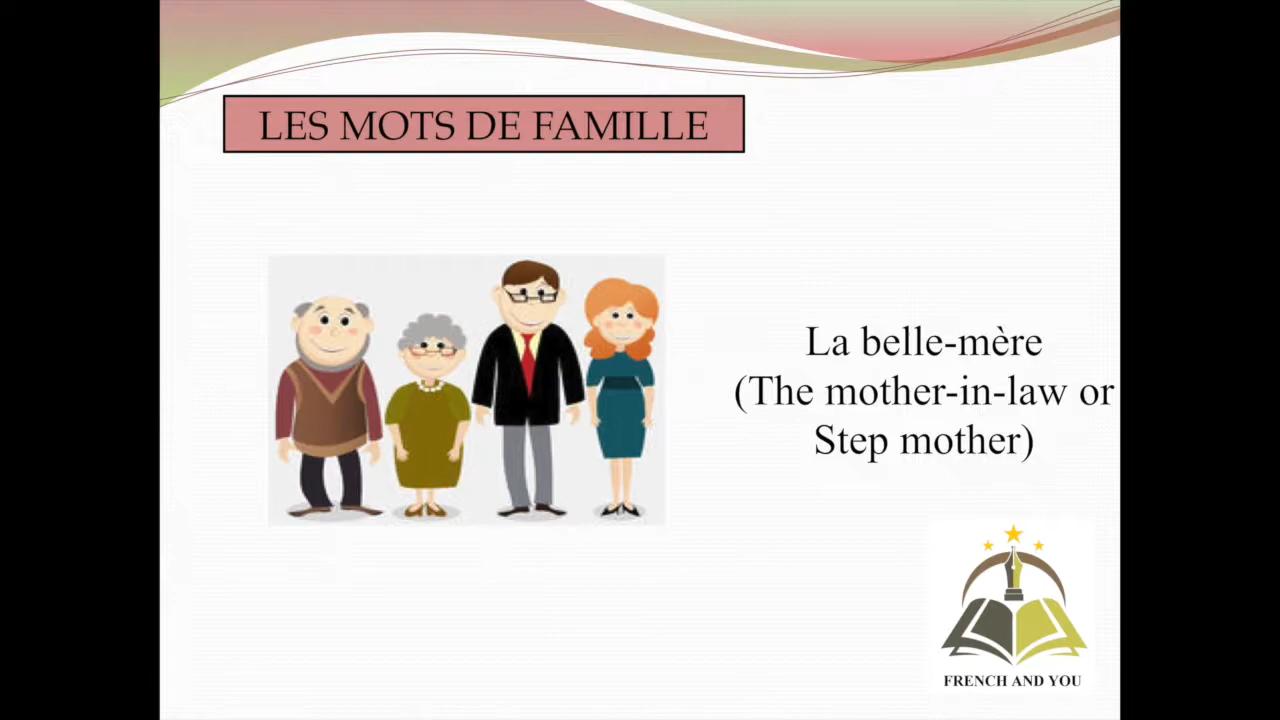 LES MOTS DE FAMILLE
La belle-mère
(The mother-in-law or
Step mother)
FRENCH AND YOU